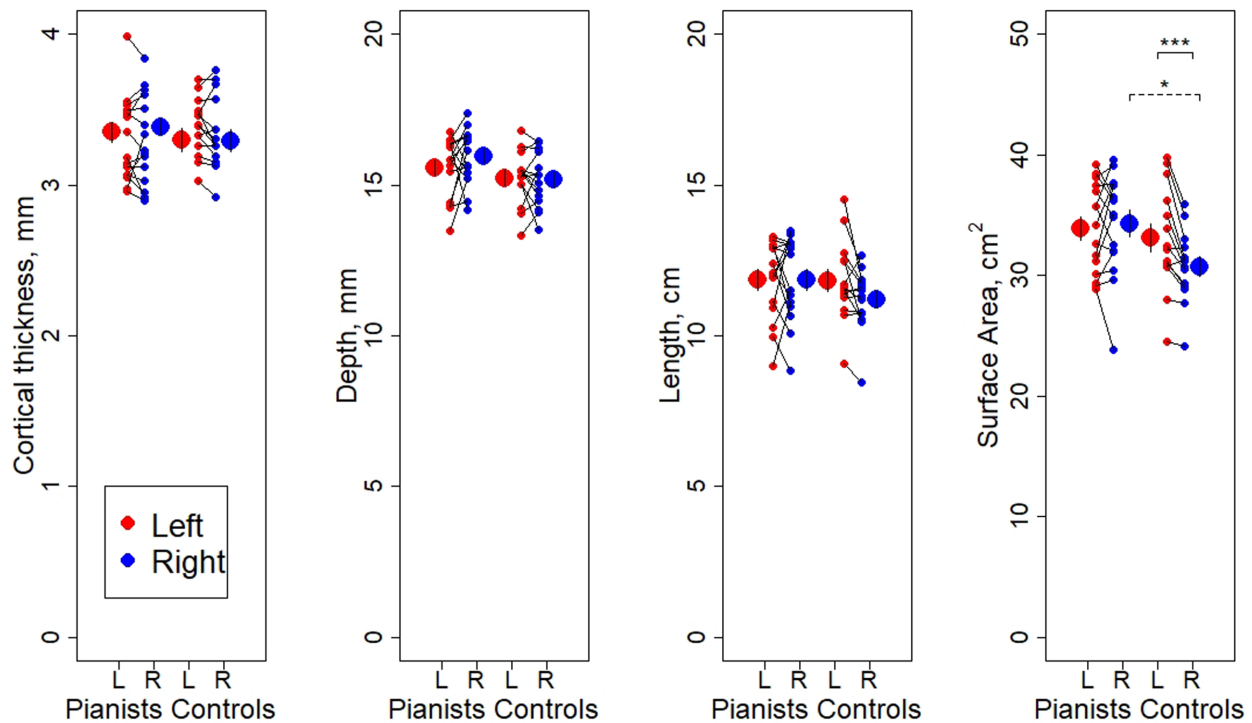 Cortical thickness, mm
4
3
2
1
0
Left
Right
L R L R
Pianists Controls
Depth, mm
20
15
10
5
0
L R L R
Pianists Controls
Length, cm
20
15
10
5
0
L R L R
Pianists Controls
Surface Area, cm²
50
40
30
20
10
0
***
*
L R L R
Pianists Controls